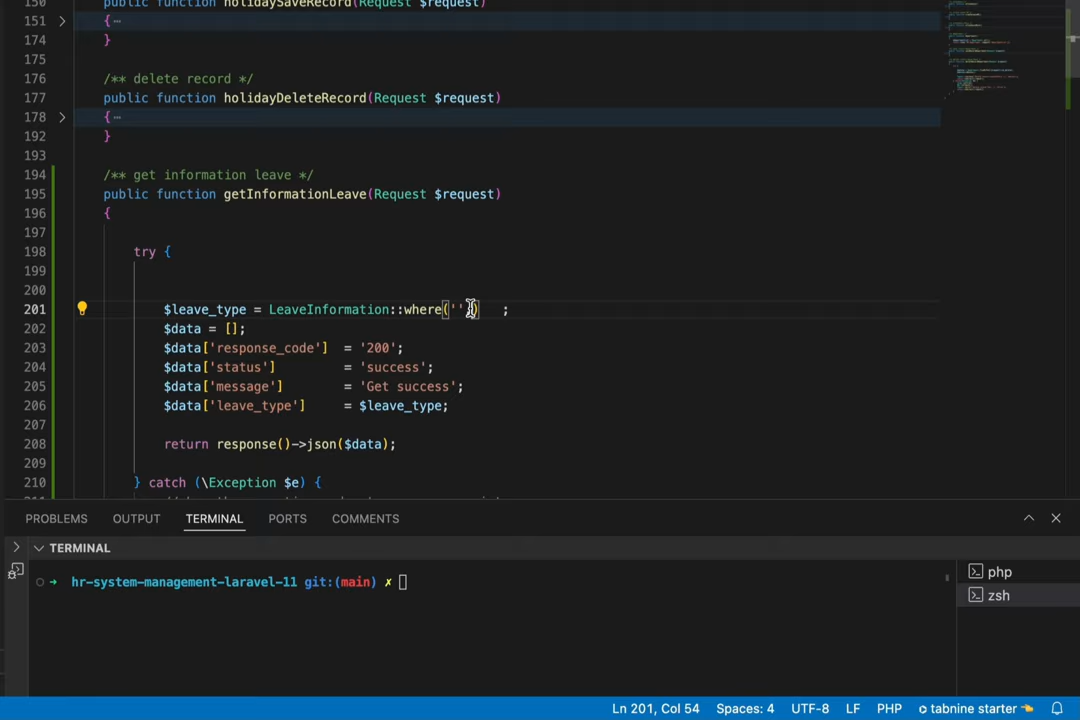 150 public function holidaySaveRecord(Request $request)
151 > { ⋯
174 }
175
176 /** delete record */
177 public function holidayDeleteRecord(Request $request)
178 > { ⋯
192 }
193
194 /** get information leave */
195 public function getInformationLeave(Request $request)
196 {
197
198 try {
199
200
201 $leave_type = LeaveInformation::where('' ) ;
202 $data = [];
203 $data['response_code'] = '200';
204 $data['status'] = 'success';
205 $data['message'] = 'Get success';
206 $data['leave_type'] = $leave_type;
207
208 return response()->json($data);
209
210 } catch (\Exception $e) {
PROBLEMS OUTPUT TERMINAL PORTS COMMENTS
TERMINAL
hr-system-management-laravel-11 git:(main) ✗
php
zsh
Ln 201, Col 54 Spaces: 4 UTF-8 LF PHP tabnine starter